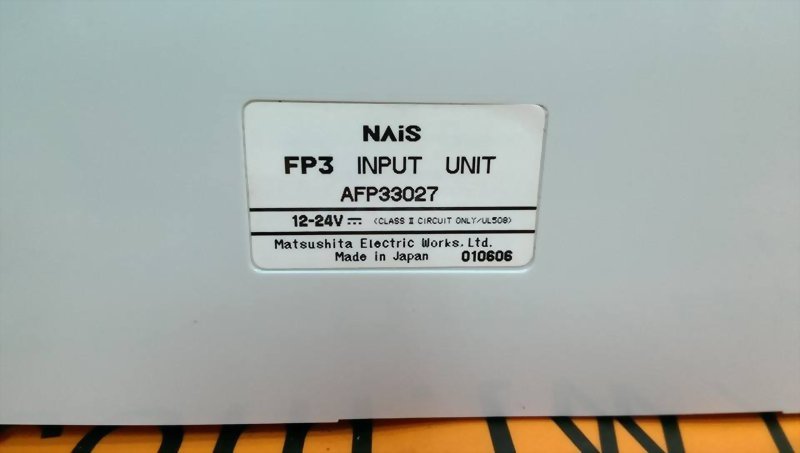 NAiS
FP3 INPUT UNIT
AFP33027
12-24V⎓ (CLASS 2 CIRCUIT ONLY/UL508)
Matsushita Electric Works, Ltd.
Made in Japan 010606